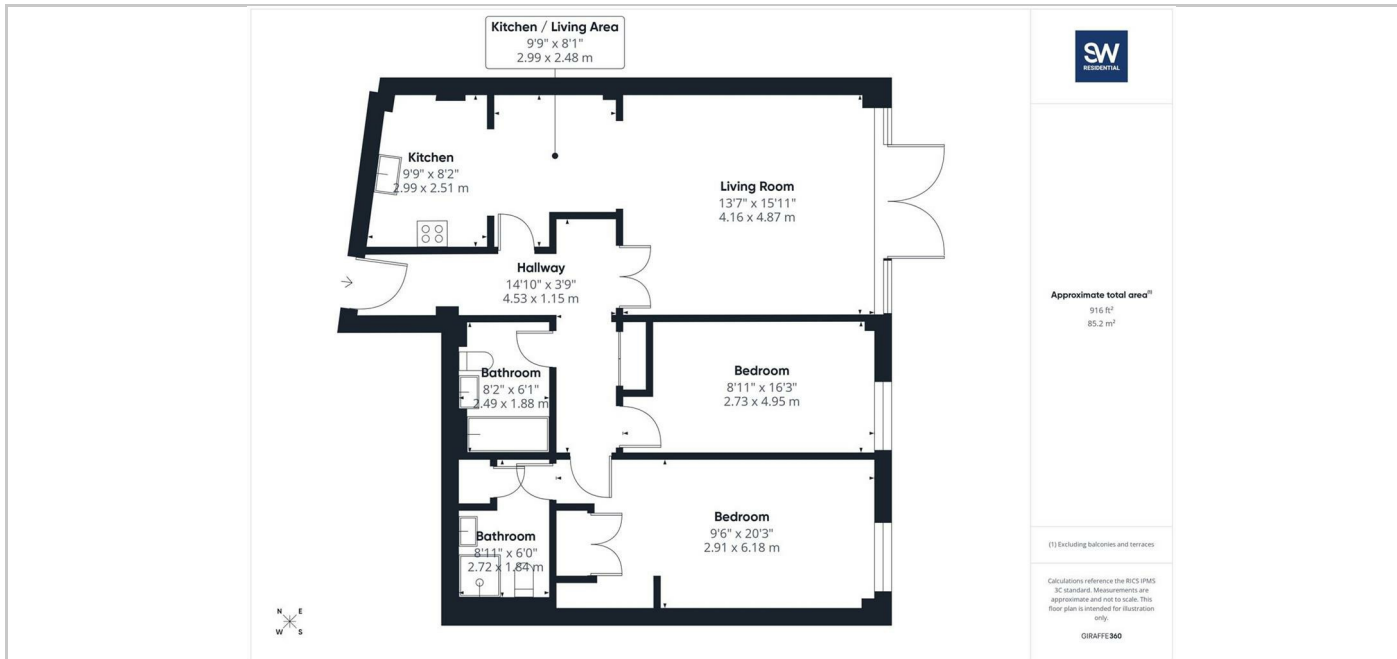 Kitchen / Living Area
9'9" x 8'1"
2.99 x 2.48 m
Kitchen
9'9" x 8'2"
2.99 x 2.51 m
Living Room
13'7" x 15'11"
4.16 x 4.87 m
Hallway
14'10" x 3'9"
4.53 x 1.15 m
Bathroom
8'2" x 6'1"
2.49 x 1.88 m
Bedroom
8'11" x 16'3"
2.73 x 4.95 m
Bathroom
8'11" x 6'0"
2.72 x 1.84 m
Bedroom
9'6" x 20'3"
2.91 x 6.18 m
N E
W S
SW
RESIDENTIAL
Approximate total area(1)
916 ft²
85.2 m²
(1) Excluding balconies and terraces
Calculations reference the RICS IPMS
3C standard. Measurements are
approximate and not to scale. This
floor plan is intended for illustration
only.
GIRAFFE360